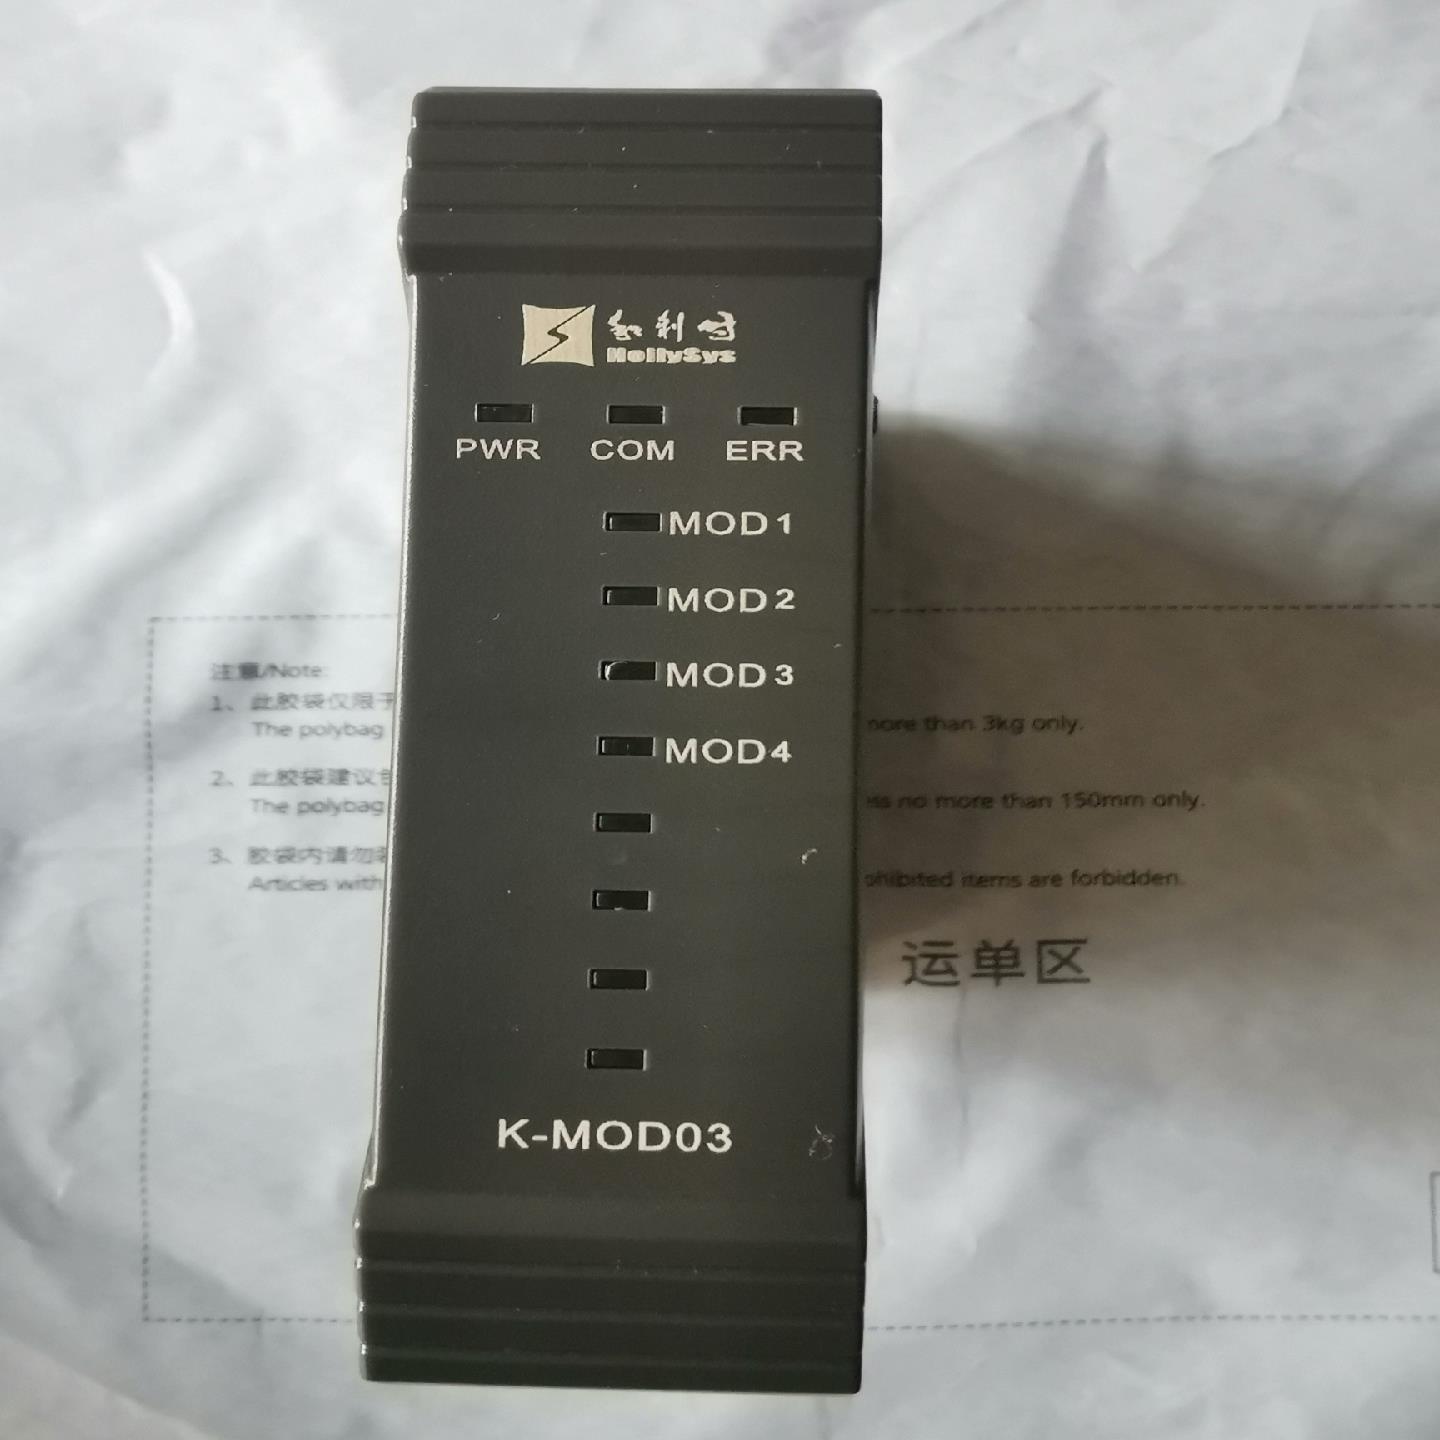 和利时
HollySys
PWR COM ERR
MOD1
MOD2
MOD3
MOD4
K-MOD03
注意/Note:
1、此胶袋仅限于
The polybag more than 3kg only.
2、此胶袋建议
The polybag no more than 150mm only.
3、胶袋内请勿
Articles with items are forbidden.
运单区